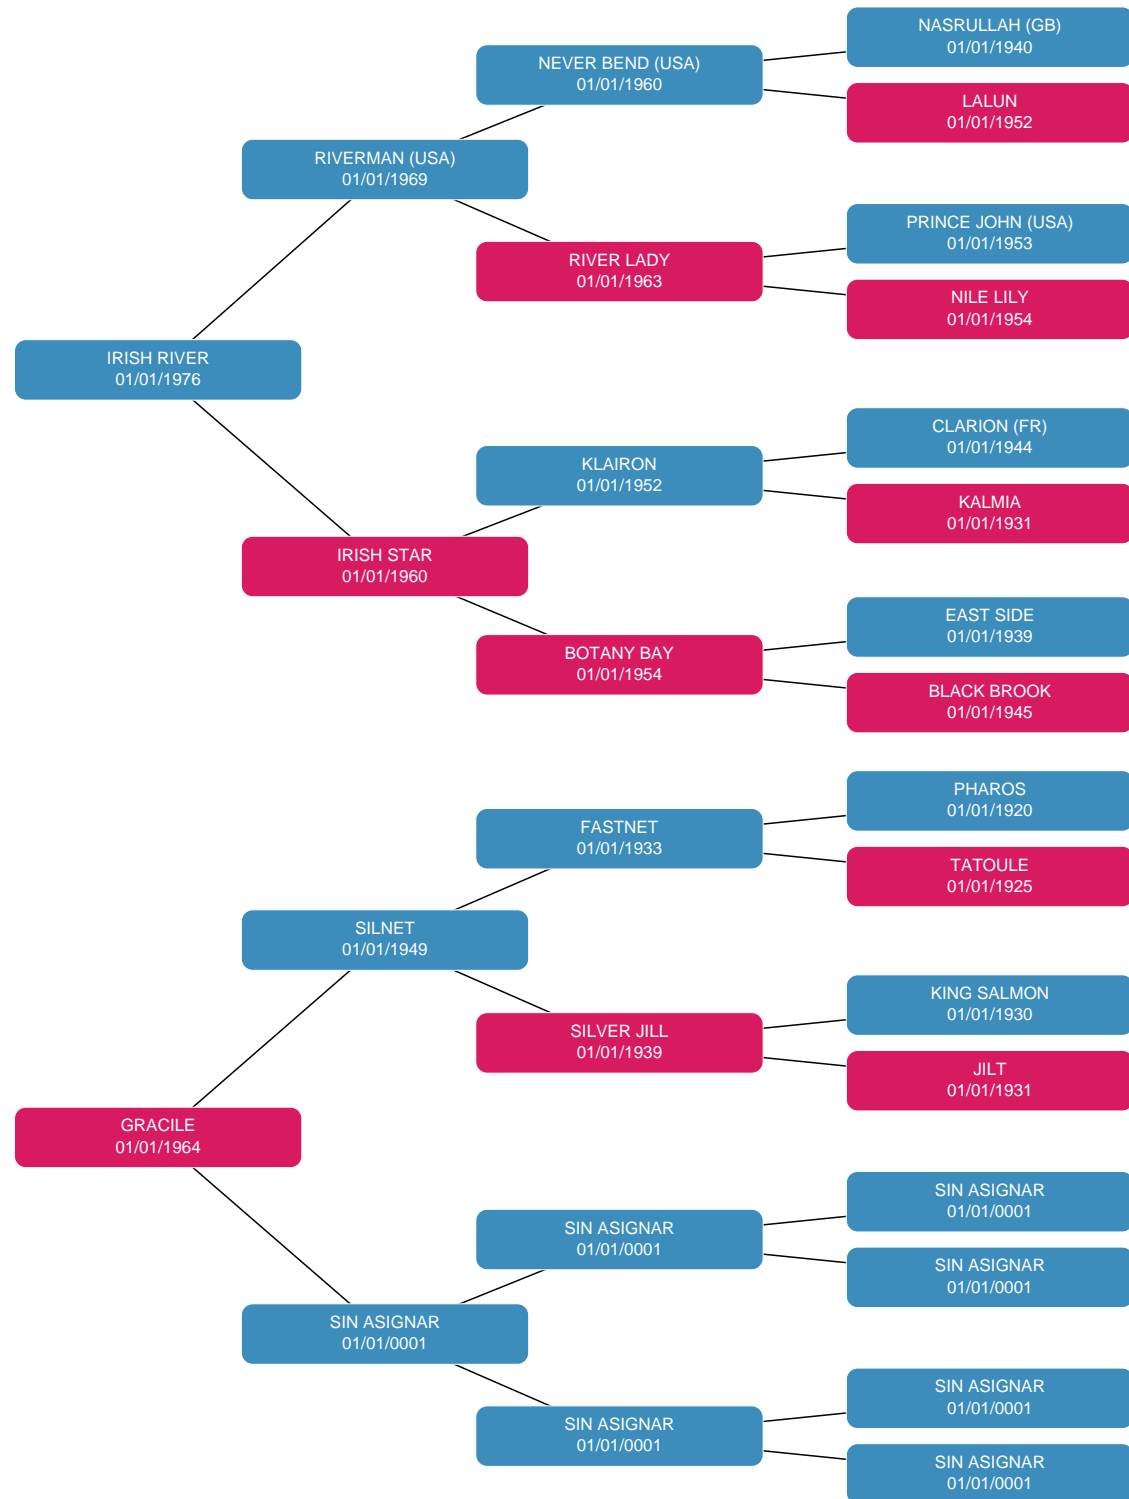 NASRULLAH (GB)
01/01/1940
NEVER BEND (USA)
01/01/1960
LALUN
01/01/1952
RIVERMAN (USA)
01/01/1969
PRINCE JOHN (USA)
01/01/1953
RIVER LADY
01/01/1963
NILE LILY
01/01/1954
IRISH RIVER
01/01/1976
CLARION (FR)
01/01/1944
KLAIRON
01/01/1952
KALMIA
01/01/1931
IRISH STAR
01/01/1960
EAST SIDE
01/01/1939
BOTANY BAY
01/01/1954
BLACK BROOK
01/01/1945
PHAROS
01/01/1920
FASTNET
01/01/1933
TATOULE
01/01/1925
SILNET
01/01/1949
KING SALMON
01/01/1930
SILVER JILL
01/01/1939
JILT
01/01/1931
GRACILE
01/01/1964
SIN ASIGNAR
01/01/0001
SIN ASIGNAR
01/01/0001
SIN ASIGNAR
01/01/0001
SIN ASIGNAR
01/01/0001
SIN ASIGNAR
01/01/0001
SIN ASIGNAR
01/01/0001
SIN ASIGNAR
01/01/0001